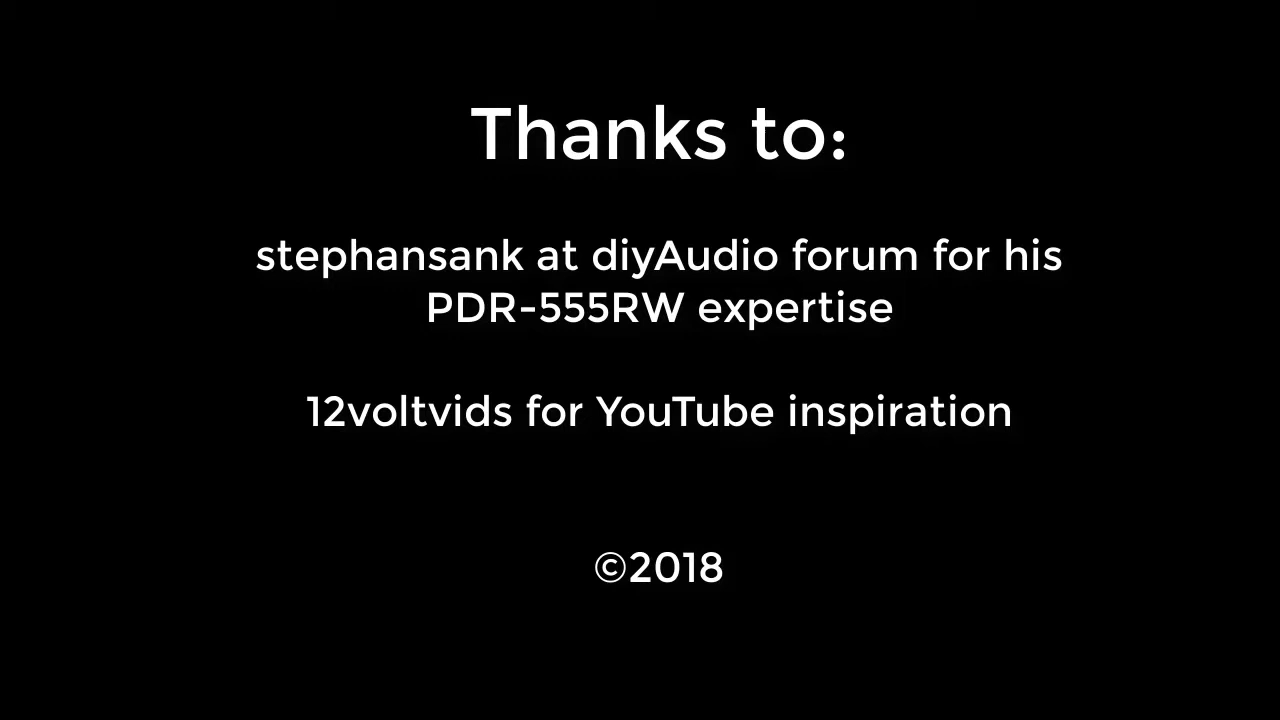 Thanks to:
stephansank at diyAudio forum for his
PDR-555RW expertise
12voltvids for YouTube inspiration
©2018